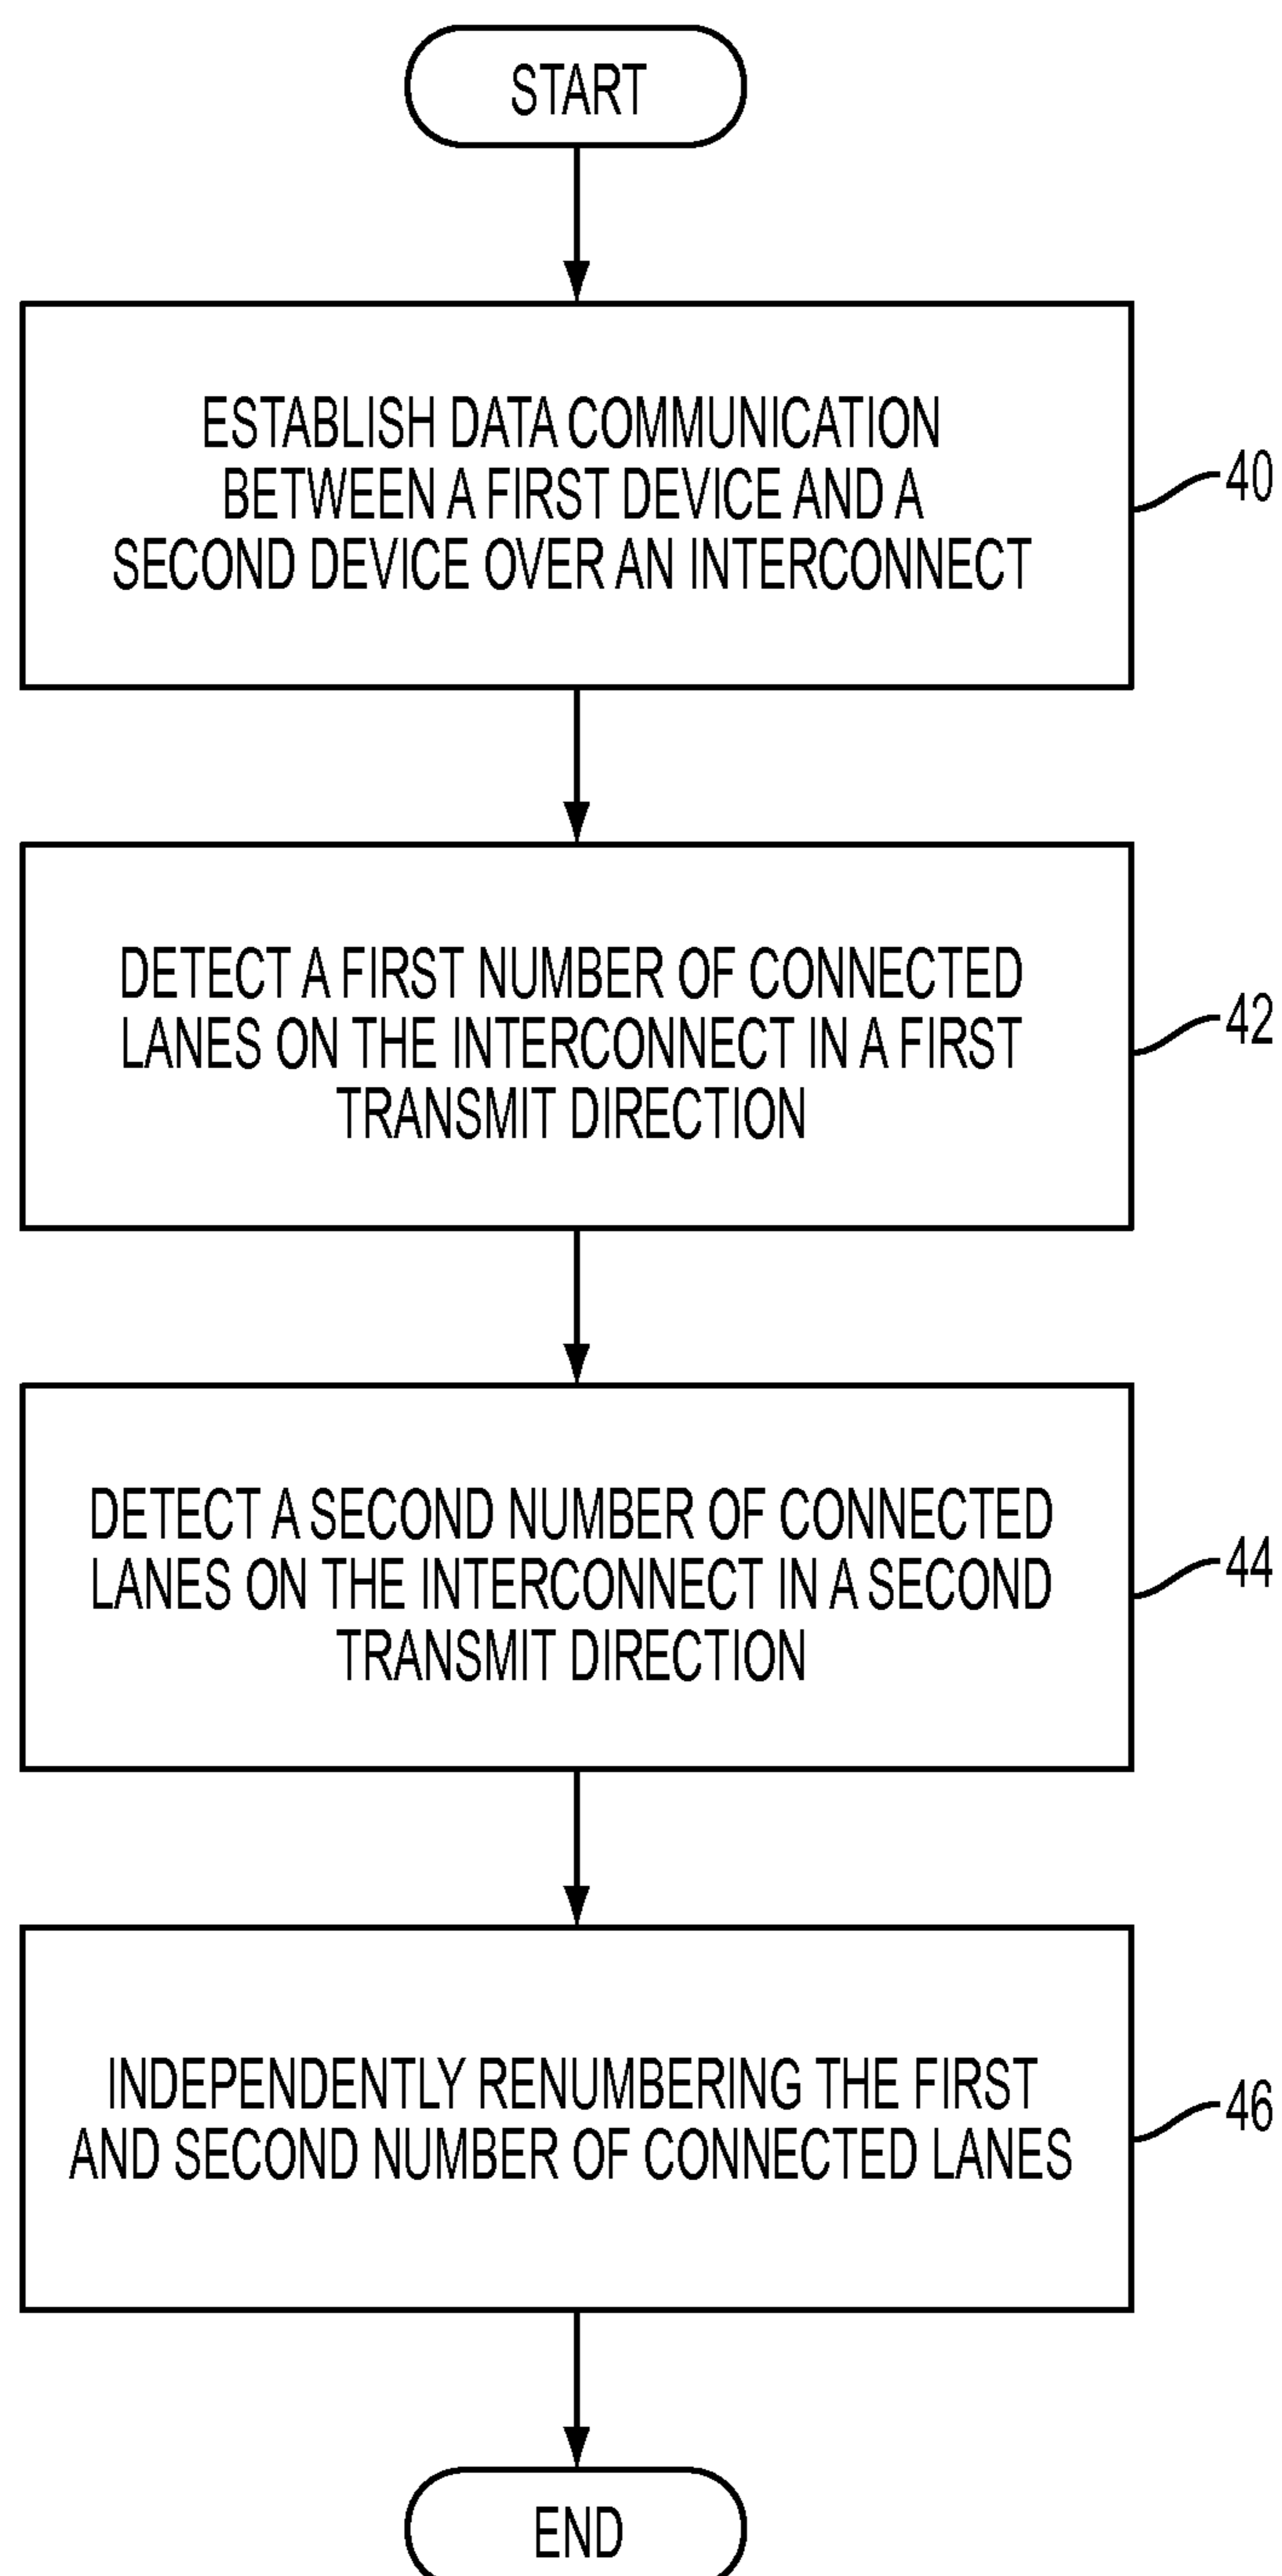 START
ESTABLISH DATA COMMUNICATION
BETWEEN A FIRST DEVICE AND A
SECOND DEVICE OVER AN INTERCONNECT
40
DETECT A FIRST NUMBER OF CONNECTED
LANES ON THE INTERCONNECT IN A FIRST
TRANSMIT DIRECTION
42
DETECT A SECOND NUMBER OF CONNECTED
LANES ON THE INTERCONNECT IN A SECOND
TRANSMIT DIRECTION
44
INDEPENDENTLY RENUMBERING THE FIRST
AND SECOND NUMBER OF CONNECTED LANES
46
END